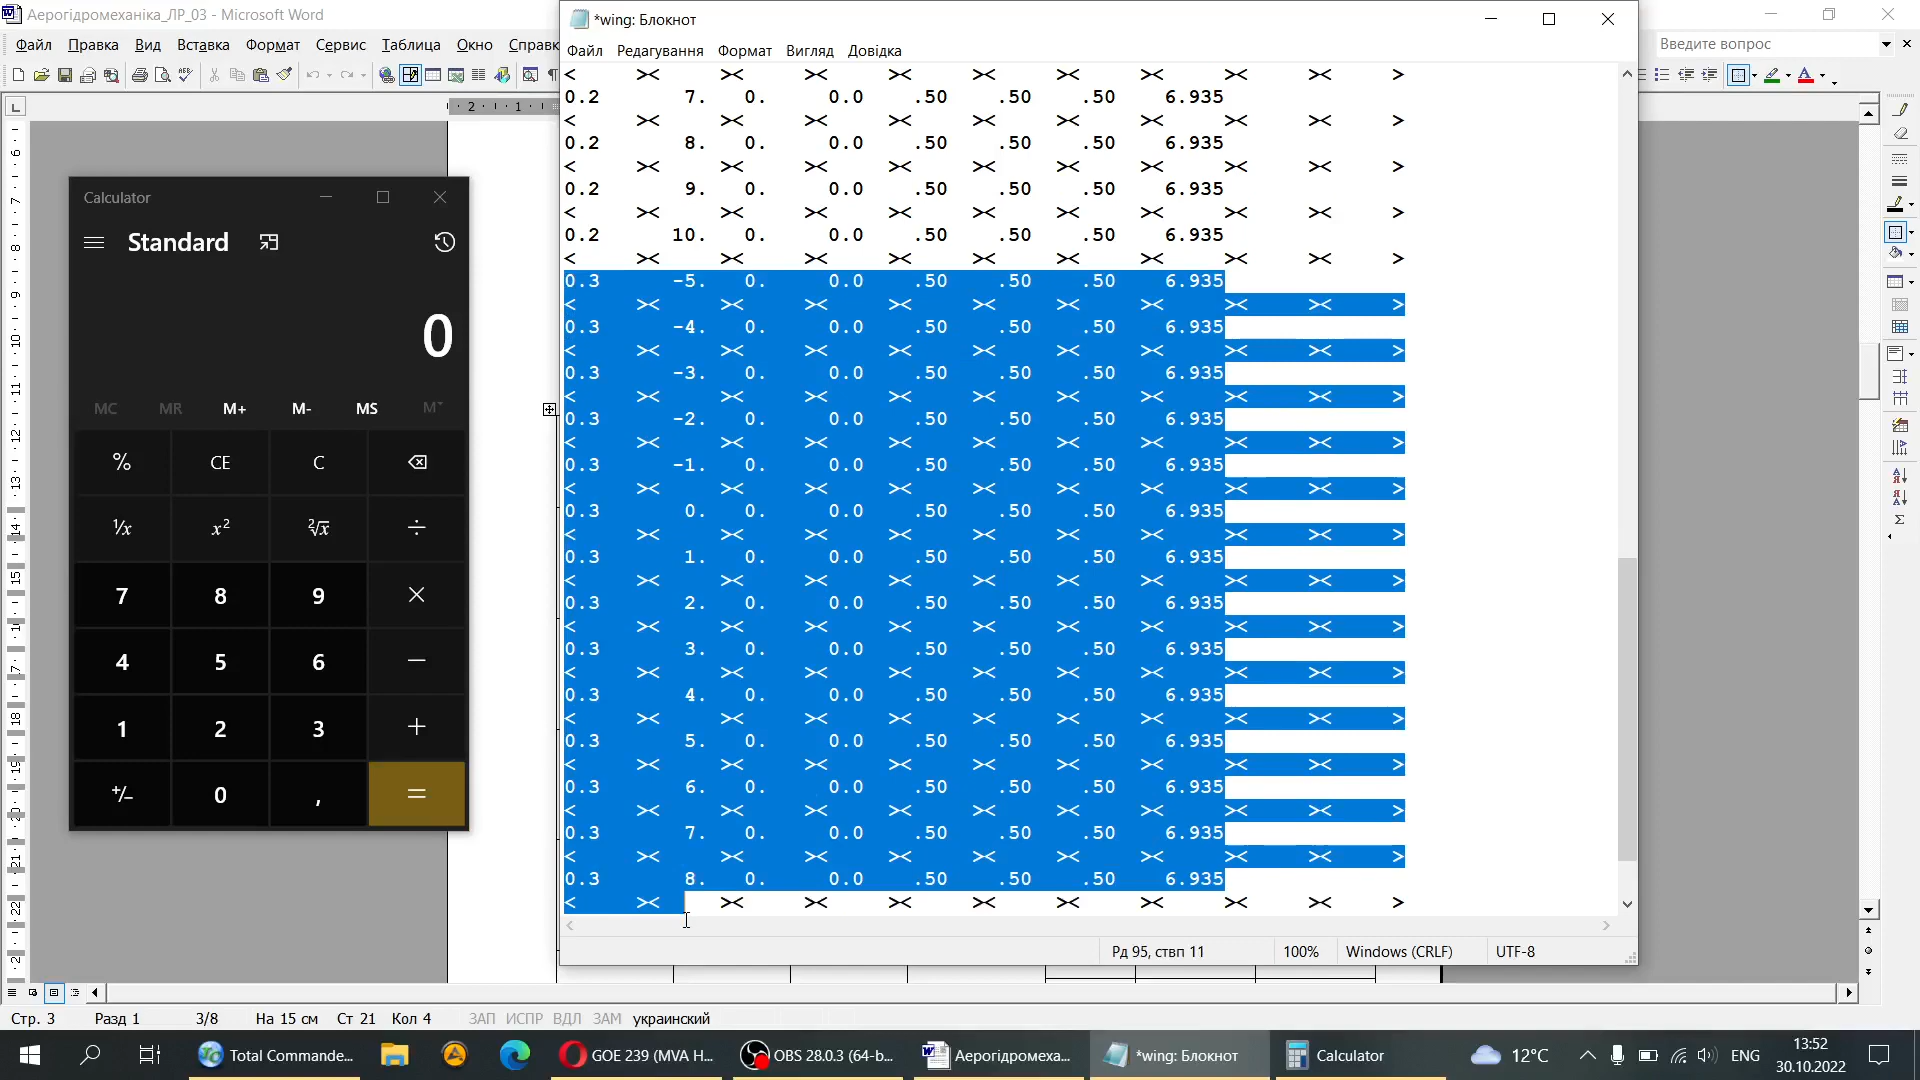 Аерогідромеханіка_ЛР_03 - Microsoft Word
Файл Правка Вид Вставка Формат Сервис Таблица Окно Справк
Введите вопрос
*wing: Блокнот
Файл Редагування Формат Вигляд Довідка
< >< >< >< >< >< >< >< >< >< >
0.2 7. 0. 0.0 .50 .50 .50 6.935
< >< >< >< >< >< >< >< >< >< >
0.2 8. 0. 0.0 .50 .50 .50 6.935
< >< >< >< >< >< >< >< >< >< >
0.2 9. 0. 0.0 .50 .50 .50 6.935
< >< >< >< >< >< >< >< >< >< >
0.2 10. 0. 0.0 .50 .50 .50 6.935
< >< >< >< >< >< >< >< >< >< >
0.3 -5. 0. 0.0 .50 .50 .50 6.935
< >< >< >< >< >< >< >< >< >< >
0.3 -4. 0. 0.0 .50 .50 .50 6.935
< >< >< >< >< >< >< >< >< >< >
0.3 -3. 0. 0.0 .50 .50 .50 6.935
< >< >< >< >< >< >< >< >< >< >
0.3 -2. 0. 0.0 .50 .50 .50 6.935
< >< >< >< >< >< >< >< >< >< >
0.3 -1. 0. 0.0 .50 .50 .50 6.935
< >< >< >< >< >< >< >< >< >< >
0.3 0. 0. 0.0 .50 .50 .50 6.935
< >< >< >< >< >< >< >< >< >< >
0.3 1. 0. 0.0 .50 .50 .50 6.935
< >< >< >< >< >< >< >< >< >< >
0.3 2. 0. 0.0 .50 .50 .50 6.935
< >< >< >< >< >< >< >< >< >< >
0.3 3. 0. 0.0 .50 .50 .50 6.935
< >< >< >< >< >< >< >< >< >< >
0.3 4. 0. 0.0 .50 .50 .50 6.935
< >< >< >< >< >< >< >< >< >< >
0.3 5. 0. 0.0 .50 .50 .50 6.935
< >< >< >< >< >< >< >< >< >< >
0.3 6. 0. 0.0 .50 .50 .50 6.935
< >< >< >< >< >< >< >< >< >< >
0.3 7. 0. 0.0 .50 .50 .50 6.935
< >< >< >< >< >< >< >< >< >< >
0.3 8. 0. 0.0 .50 .50 .50 6.935
< >< >< >< >< >< >< >< >< >< >
Рд 95, ствп 11 100% Windows (CRLF) UTF-8
Calculator
Standard
0
MC MR M+ M- MS M˅
% CE C
1/x x² ²√x ÷
7 8 9 ×
4 5 6 −
1 2 3 +
+/− 0 , =
Стр. 3 Разд 1 3/8 На 15 см Ст 21 Кол 4 ЗАП ИСПР ВДЛ ЗАМ украинский
Total Commande... GOE 239 (MVA H... OBS 28.0.3 (64-b... Аерогідромеха... *wing: Блокнот Calculator 12°C ENG
13:52
30.10.2022